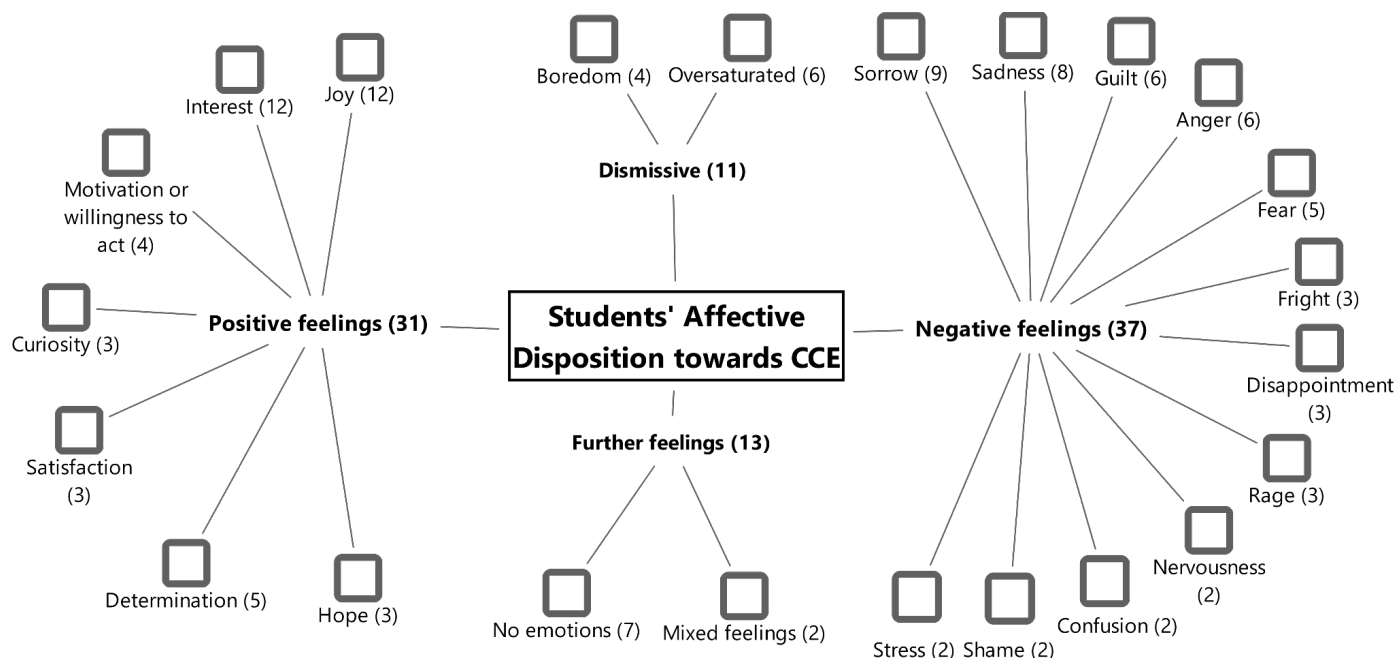 Boredom (4)
Oversaturated (6)
Sorrow (9)
Sadness (8)
Guilt (6)
Interest (12)
Joy (12)
Anger (6)
Dismissive (11)
Motivation or
willingness to
act (4)
Fear (5)
Fright (3)
Curiosity (3)
Positive feelings (31)
Students' Affective
Disposition towards CCE
Negative feelings (37)
Disappointment
(3)
Further feelings (13)
Satisfaction
(3)
Rage (3)
Nervousness
(2)
Determination (5)
Hope (3)
No emotions (7)
Mixed feelings (2)
Confusion (2)
Stress (2)
Shame (2)